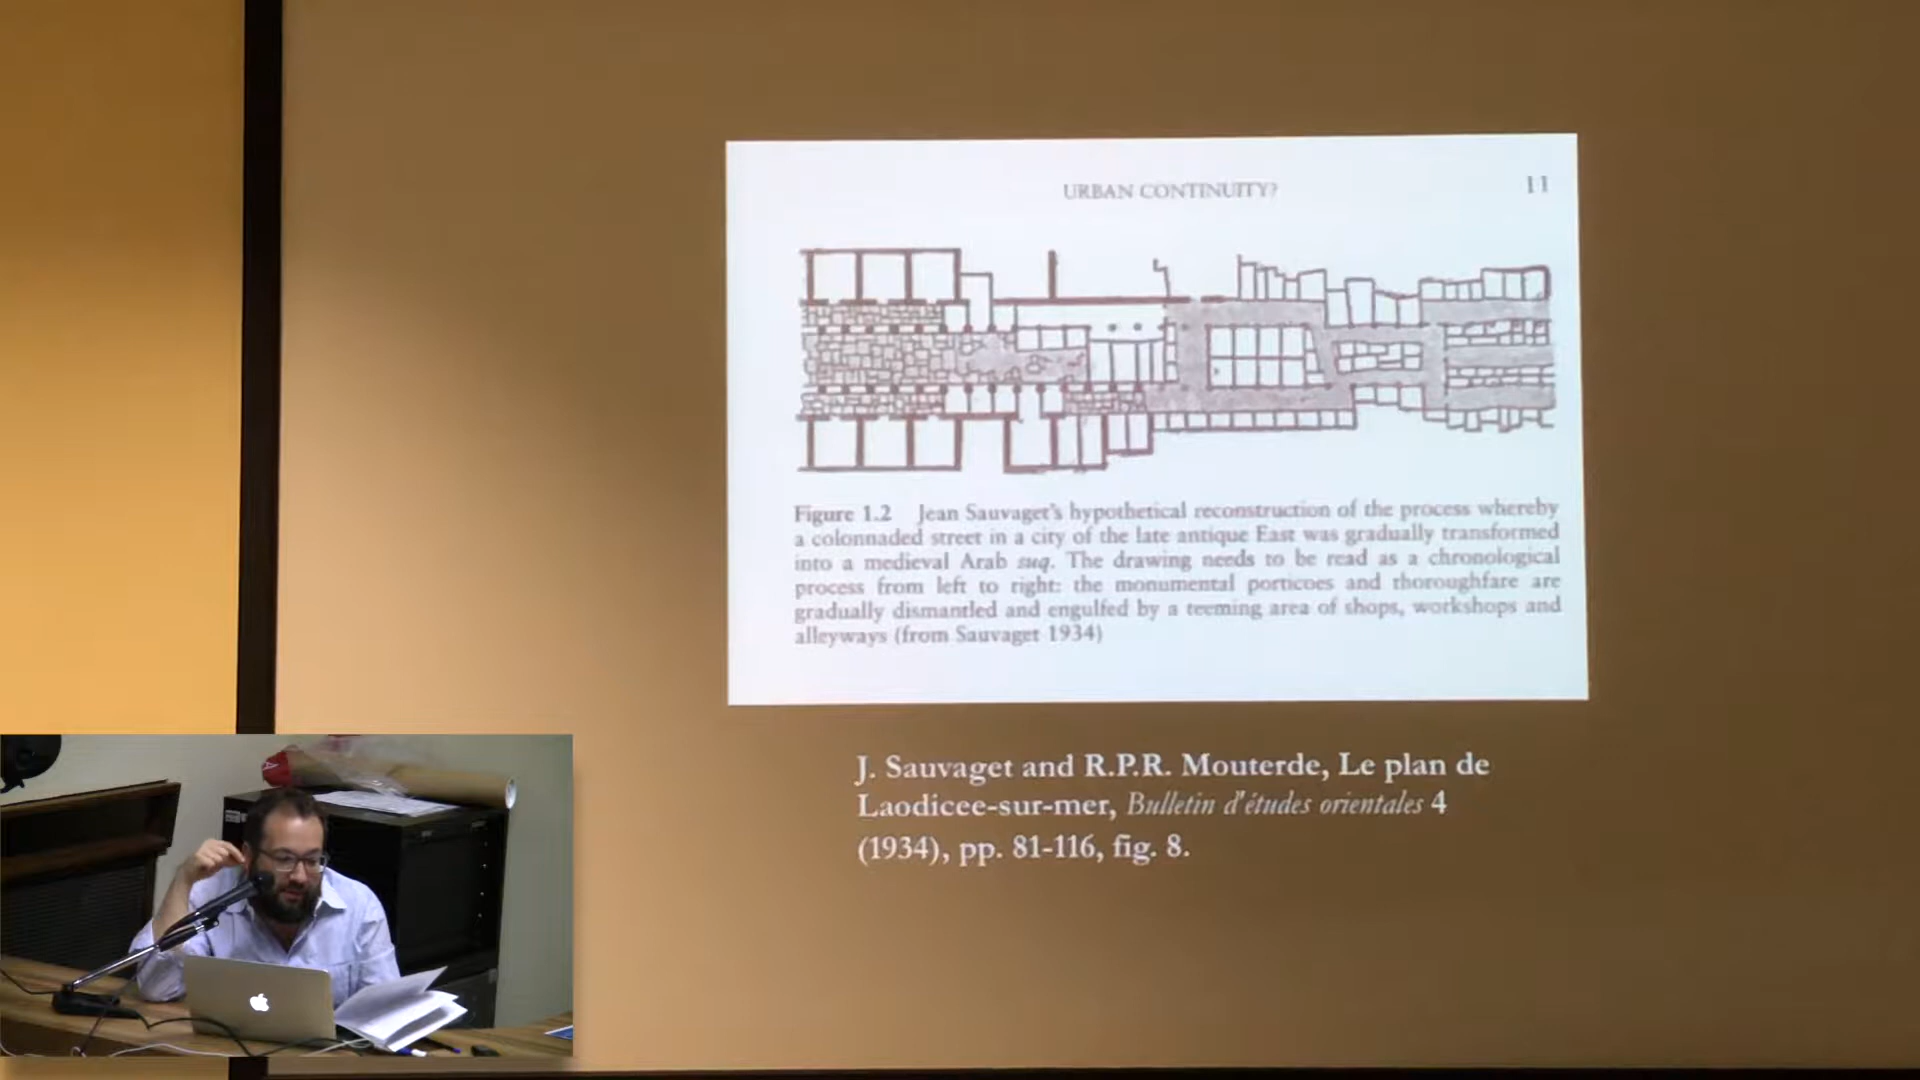 URBAN CONTINUITY?
11
Figure 1.2 Jean Sauvaget's hypothetical reconstruction of the process whereby
a colonnaded street in a city of the late antique East was gradually transformed
into a medieval Arab suq. The drawing needs to be read as a chronological
process from left to right: the monumental porticoes and thoroughfare are
gradually dismantled and engulfed by a teeming area of shops, workshops and
alleyways (from Sauvaget 1934)
J. Sauvaget and R.P.R. Mouterde, Le plan de
Laodicee-sur-mer, Bulletin d'études orientales 4
(1934), pp. 81-116, fig. 8.